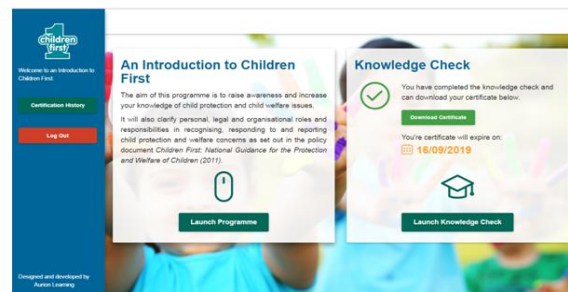 children
first
Welcome to an Introduction to
Children First.
Certification History
Log Out
Designed and developed by
Aurion Learning
An Introduction to Children
First
The aim of this programme is to raise awareness and increase
your knowledge of child protection and child welfare issues.
It will also clarify personal, legal and organisational roles and
responsibilities in recognising, responding to and reporting
child protection and welfare concerns as set out in the policy
document Children First: National Guidance for the Protection
and Welfare of Children (2011).
Launch Programme
Knowledge Check
You have completed the knowledge check and
can download your certificate below.
Download Certificate
You're certificate will expire on:
16/09/2019
Launch Knowledge Check